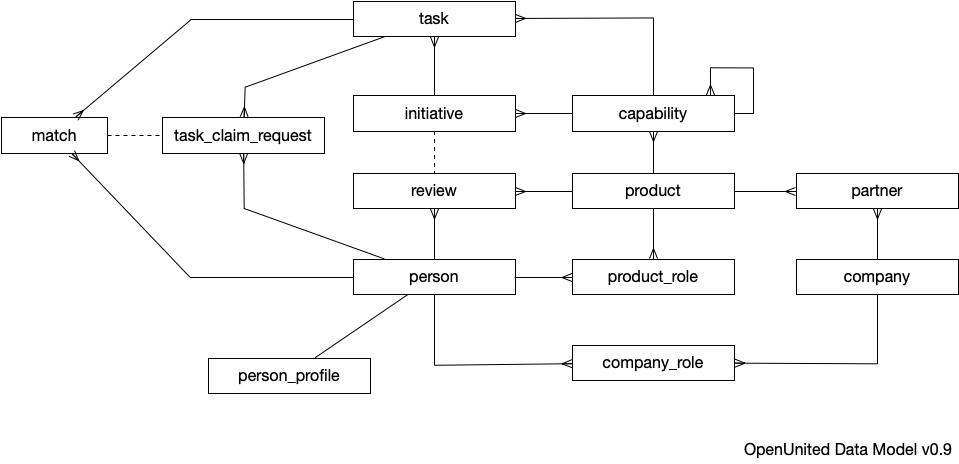 task
initiative
capability
match
task_claim_request
review
product
partner
person
product_role
company
person_profile
company_role
OpenUnited Data Model v0.9